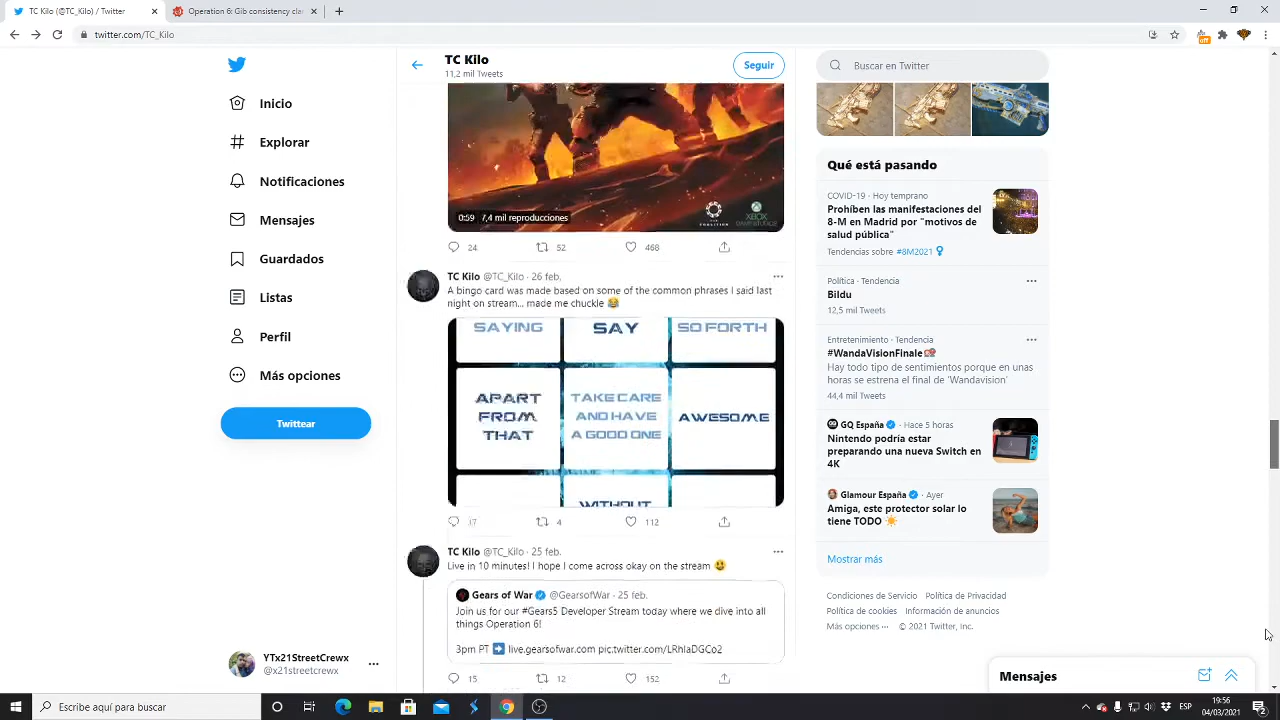 TC Kilo (@TC_Kilo) / Twitter
Operation 6: Gib consistency cla
twitter.com/TC_Kilo
off
TC Kilo
11,2 mil Tweets
Seguir
Buscar en Twitter
Inicio
Explorar
Notificaciones
Mensajes
Guardados
Listas
Perfil
Más opciones
Twittear
YTx21StreetCrewx
@x21streetcrewx
0:59 7,4 mil reproducciones
24 52 468
TC Kilo @TC_Kilo · 26 feb.
A bingo card was made based on some of the common phrases I said last
night on stream... made me chuckle 😂
SAYING
SAY
SO FORTH
APART
FROM
THAT
TAKE CARE
AND HAVE
A GOOD ONE
AWESOME
WITHOUT
17 4 112
TC Kilo @TC_Kilo · 25 feb.
Live in 10 minutes! I hope I come across okay on the stream 😃
Gears of War @GearsofWar · 25 feb.
Join us for our #Gears5 Developer Stream today where we dive into all
things Operation 6!
3pm PT ➡️ live.gearsofwar.com pic.twitter.com/LRhlaDGCo2
15 12 152
Qué está pasando
COVID-19 · Hoy temprano
Prohíben las manifestaciones del
8-M en Madrid por "motivos de
salud pública"
Tendencias sobre #8M2021
Política · Tendencia
Bildu
12,5 mil Tweets
Entretenimiento · Tendencia
#WandaVisionFinale
Hay todo tipo de sentimientos porque en unas
horas se estrena el final de 'Wandavision'
44,4 mil Tweets
GQ España · Hace 5 horas
Nintendo podría estar
preparando una nueva Switch en
4K
Glamour España · Ayer
Amiga, este protector solar lo
tiene TODO ☀️
Mostrar más
Condiciones de Servicio Política de Privacidad
Política de cookies Información de anuncios
Más opciones ··· © 2021 Twitter, Inc.
Mensajes
Escribe aquí para buscar
ESP
19:56
04/03/2021